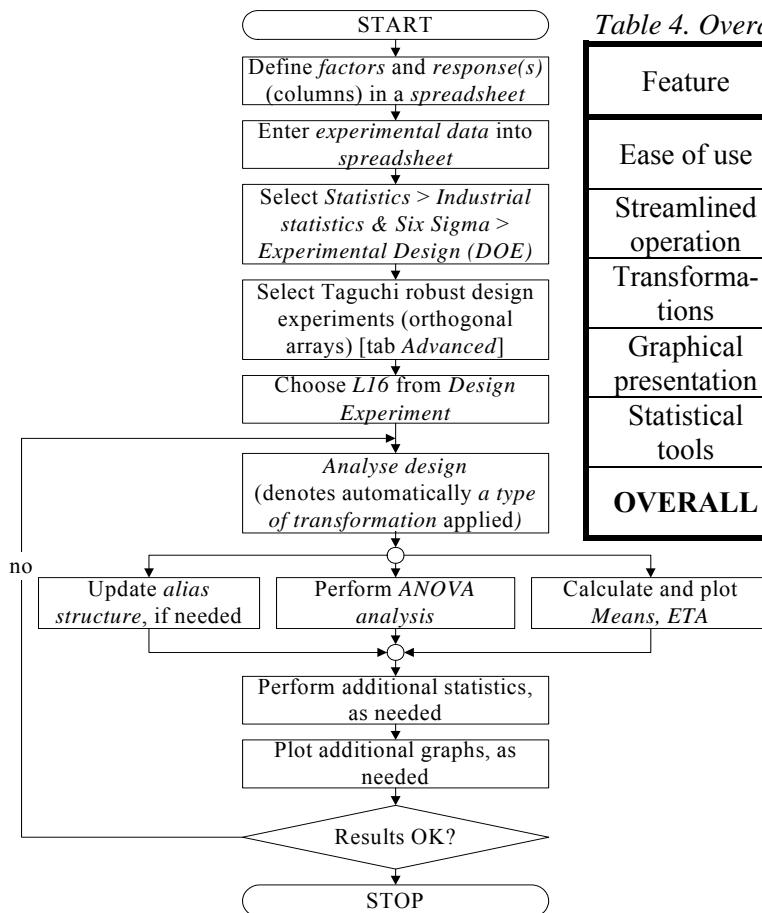 START
Define factors and response(s)
(columns) in a spreadsheet
Enter experimental data into
spreadsheet
Select Statistics > Industrial
statistics & Six Sigma >
Experimental Design (DOE)
Select Taguchi robust design
experiments (orthogonal
arrays) [tab Advanced]
Choose L16 from Design
Experiment
Analyse design
(denotes automatically a type
of transformation applied)
no
Update alias
structure, if needed
Perform ANOVA
analysis
Calculate and plot
Means, ETA
Perform additional statistics,
as needed
Plot additional graphs, as
needed
Results OK?
STOP
Table 4.
Feature
Ease of use
Streamlined
operation
Transforma-
tions
Graphical
presentation
Statistical
tools
OVERALL